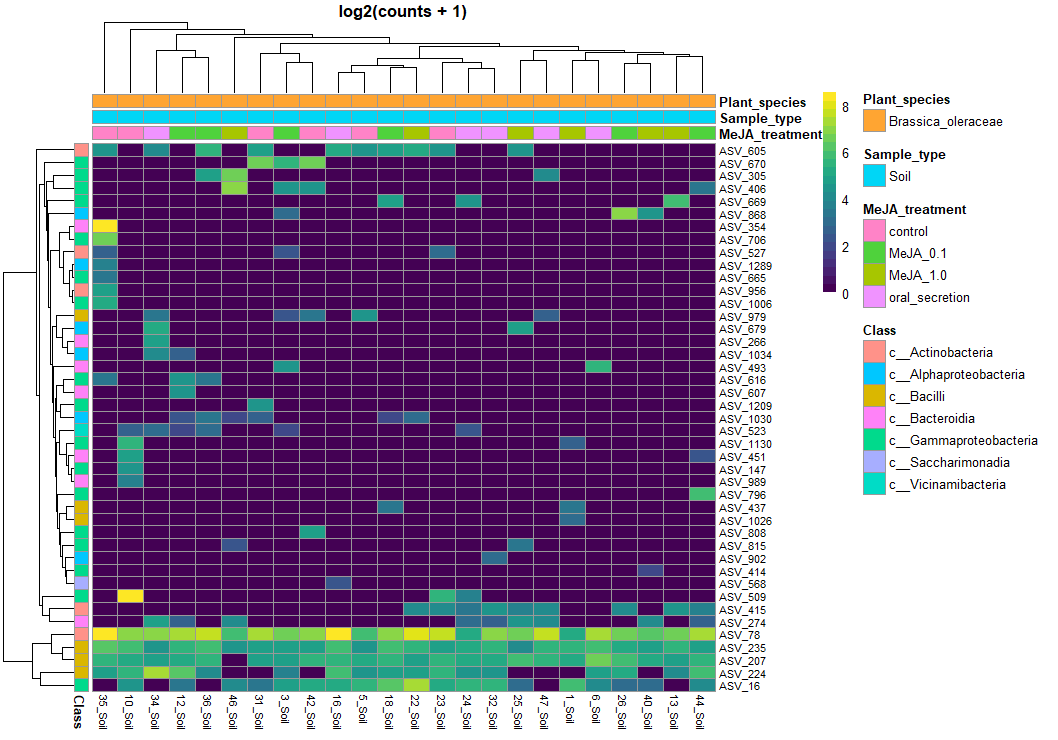 log2(counts + 1)
Plant_species
Sample_type
MeJA_treatment
ASV_605
ASV_670
ASV_305
ASV_406
ASV_669
ASV_868
ASV_354
ASV_706
ASV_527
ASV_1289
ASV_665
ASV_956
ASV_1006
ASV_979
ASV_679
ASV_266
ASV_1034
ASV_493
ASV_616
ASV_607
ASV_1209
ASV_1030
ASV_523
ASV_1130
ASV_451
ASV_147
ASV_989
ASV_796
ASV_437
ASV_1026
ASV_808
ASV_815
ASV_902
ASV_414
ASV_568
ASV_509
ASV_415
ASV_274
ASV_78
ASV_235
ASV_207
ASV_224
ASV_16
Class
35_Soil
10_Soil
34_Soil
12_Soil
36_Soil
46_Soil
31_Soil
3_Soil
42_Soil
16_Soil
9_Soil
18_Soil
22_Soil
23_Soil
24_Soil
32_Soil
25_Soil
47_Soil
1_Soil
6_Soil
26_Soil
40_Soil
13_Soil
44_Soil
8
6
4
2
0
Plant_species
Brassica_oleraceae
Sample_type
Soil
MeJA_treatment
control
MeJA_0.1
MeJA_1.0
oral_secretion
Class
c__Actinobacteria
c__Alphaproteobacteria
c__Bacilli
c__Bacteroidia
c__Gammaproteobacteria
c__Saccharimonadia
c__Vicinamibacteria